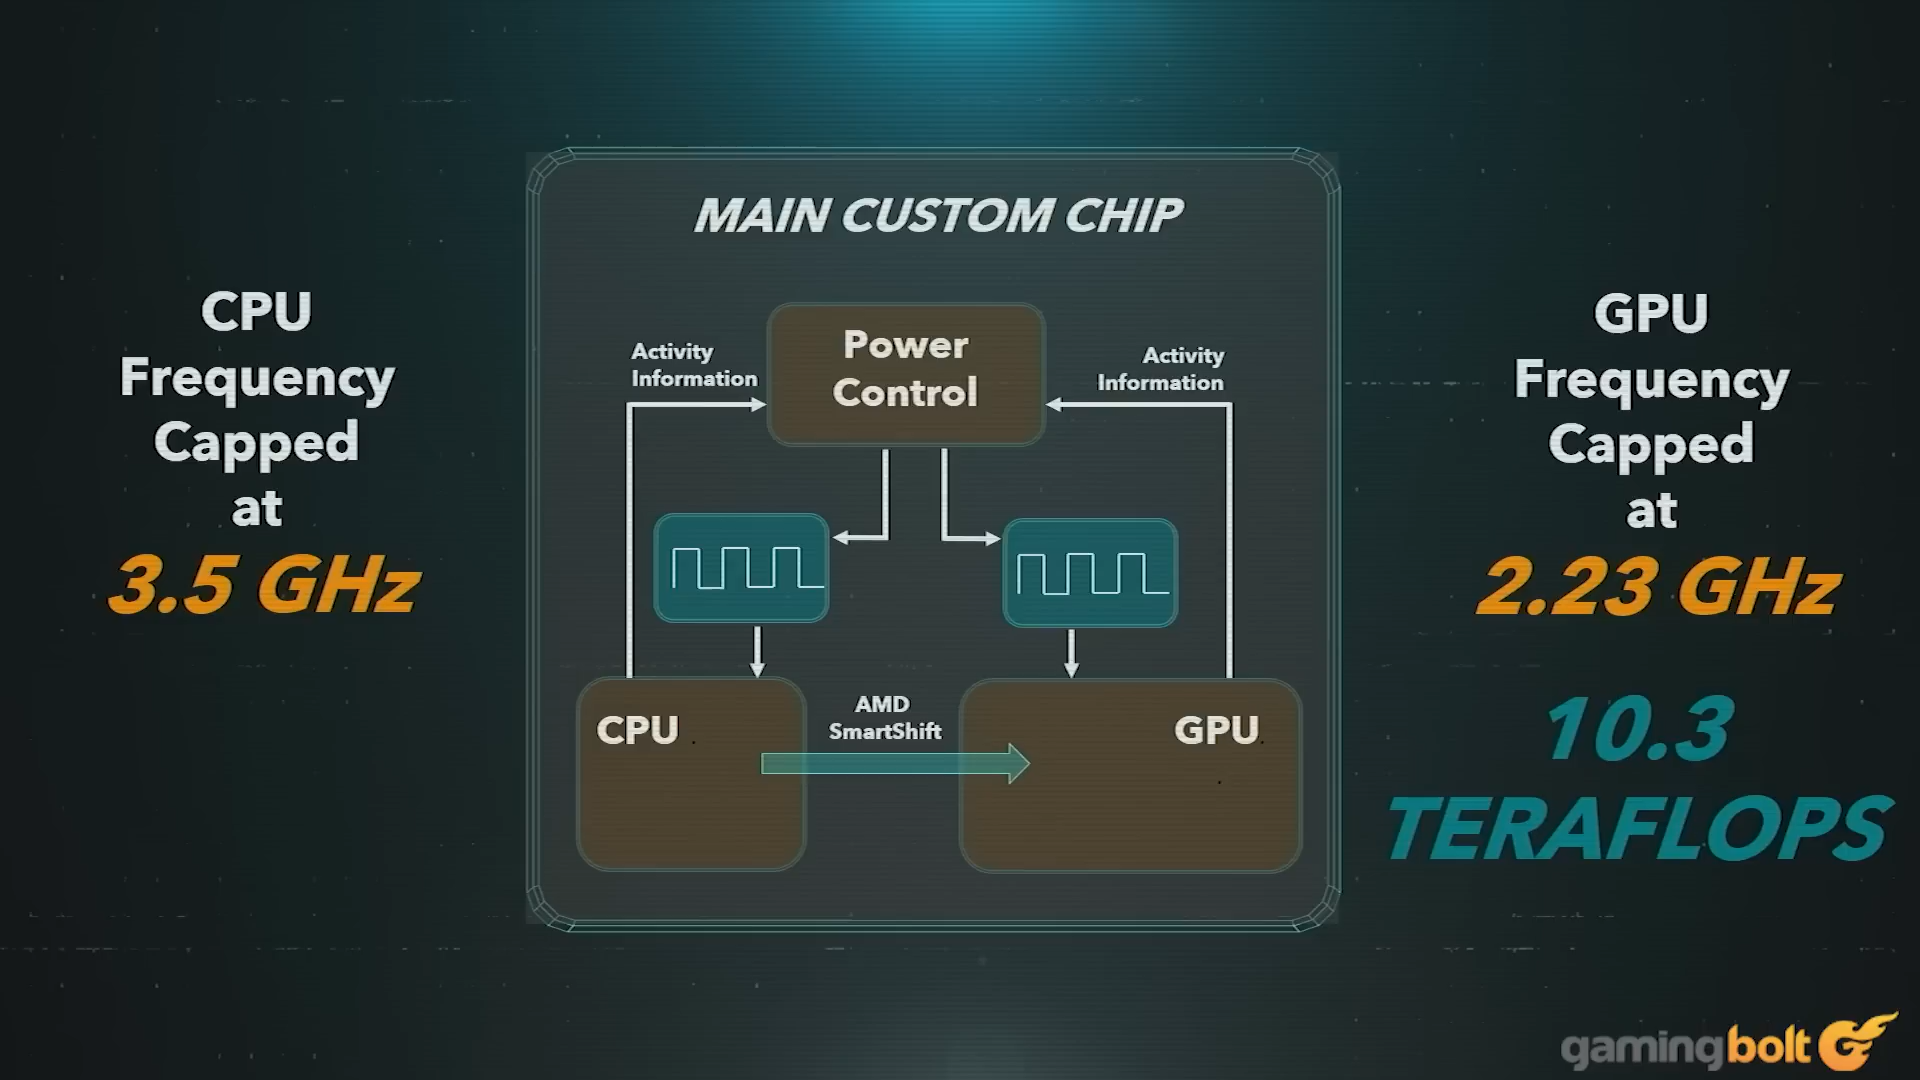 MAIN CUSTOM CHIP
CPU
Frequency
Capped
at
3.5 GHz
Activity
Information
Power
Control
Activity
Information
CPU
AMD
SmartShift
GPU
GPU
Frequency
Capped
at
2.23 GHz
10.3
TERAFLOPS
gamingbolt